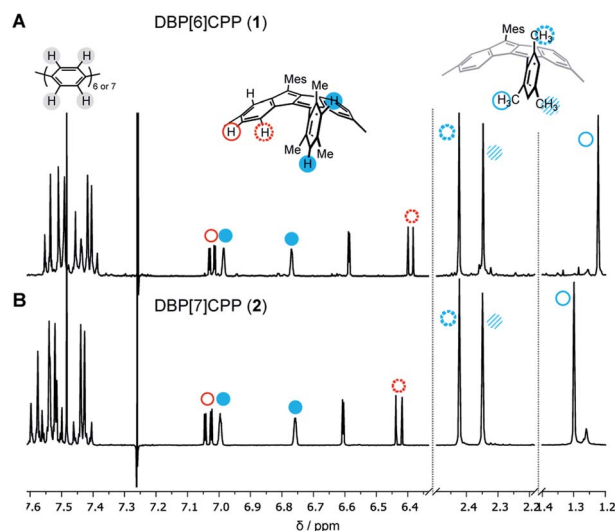 A DBP[6]CPP (1)
H H
6 or 7
H H
Mes
H
H H
H
Me Me
Me
H
Mes
CH₃
H₃C CH₃
B DBP[7]CPP (2)
7.6 7.5 7.4 7.3 7.2 7.1 7.0 6.9 6.8 6.7 6.6 6.5 6.4 2.4 2.3 2.2 1.4 1.3 1.2
δ / ppm